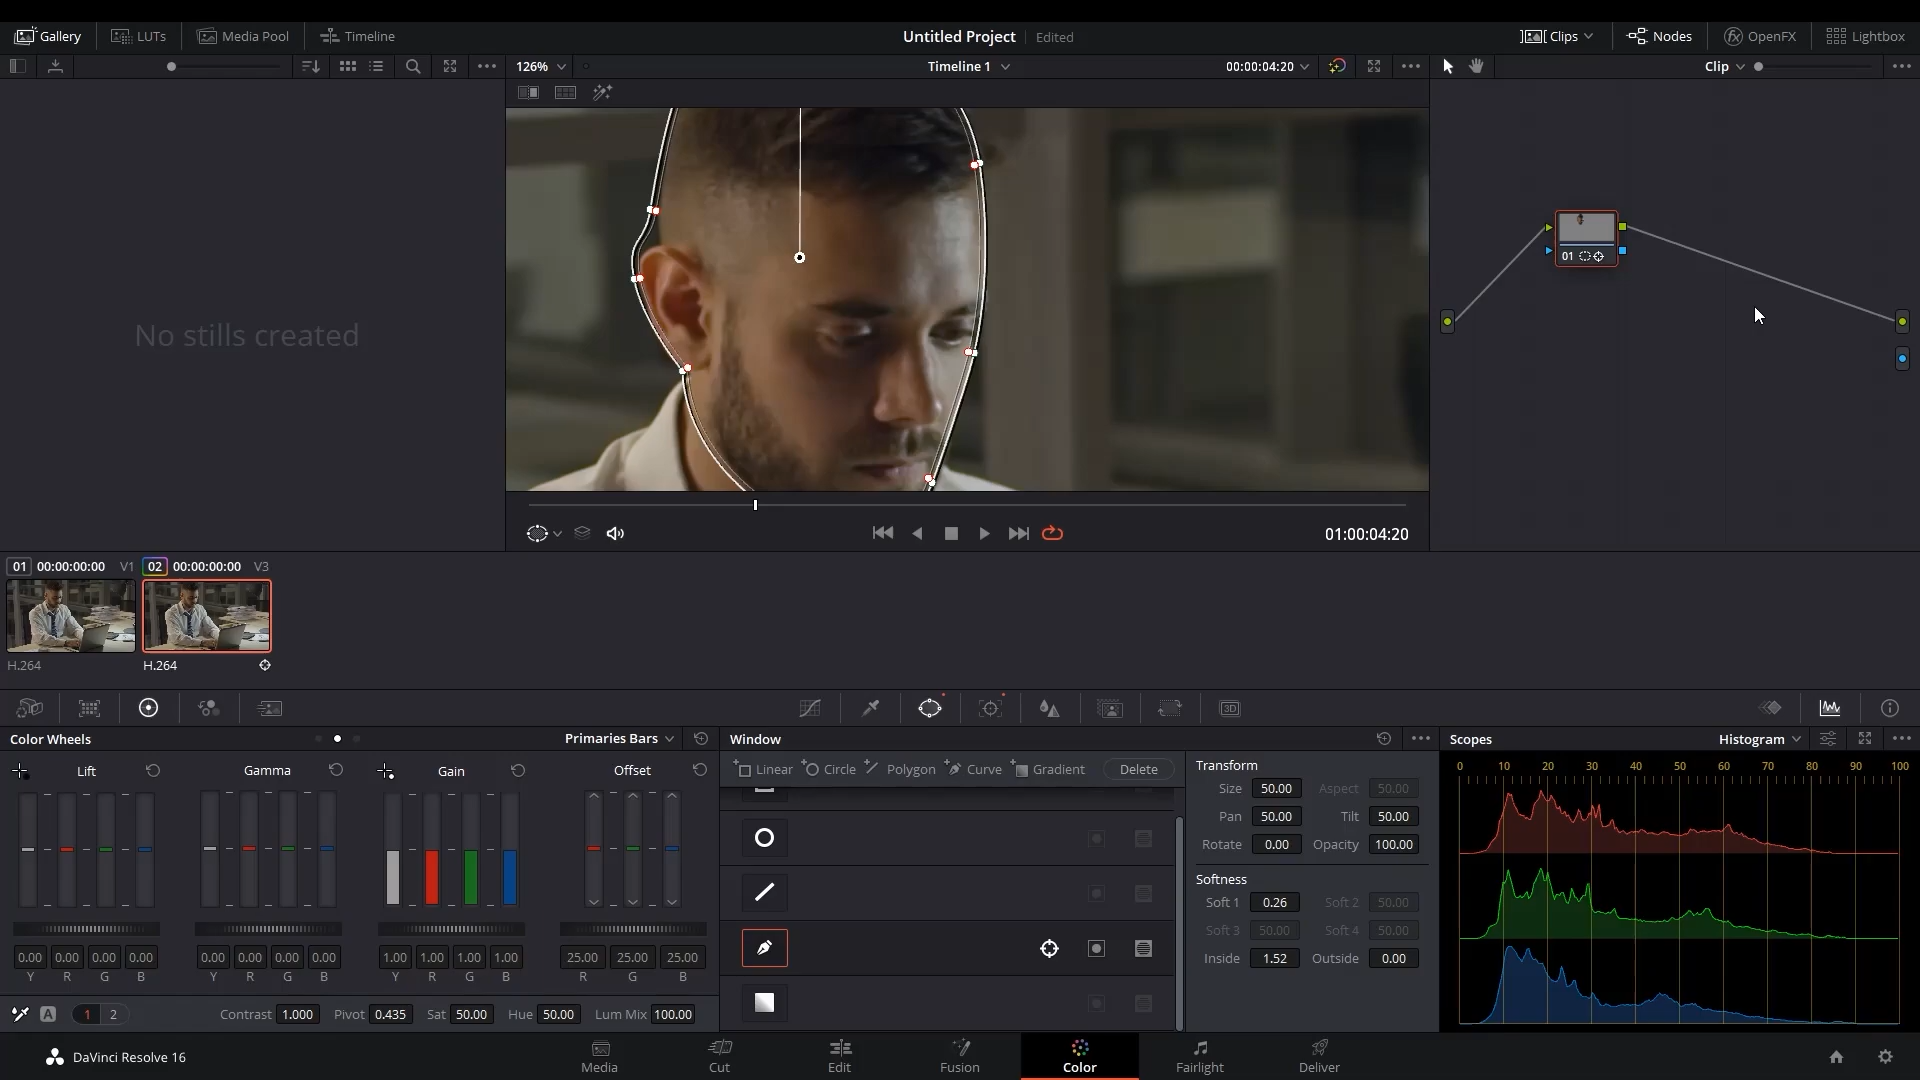 Gallery LUTs Media Pool Timeline Untitled Project Edited Clips Nodes OpenFX Lightbox
126% Timeline 1 00:00:04:20 Clip
No stills created
01
01:00:04:20
01 00:00:00:00 V1 02 00:00:00:00 V3
H.264 H.264
3D
Color Wheels Primaries Bars Window Scopes Histogram
Lift Gamma Gain Offset
Linear Circle Polygon Curve Gradient Delete
Transform
Size 50.00 Aspect 50.00
Pan 50.00 Tilt 50.00
Rotate 0.00 Opacity 100.00
Softness
Soft 1 0.26 Soft 2 50.00
Soft 3 50.00 Soft 4 50.00
Inside 1.52 Outside 0.00
0 10 20 30 40 50 60 70 80 90 100
0.00 0.00 0.00 0.00 0.00 0.00 0.00 0.00 1.00 1.00 1.00 1.00 25.00 25.00 25.00
Y R G B Y R G B Y R G B R G B
A 1 2 Contrast 1.000 Pivot 0.435 Sat 50.00 Hue 50.00 Lum Mix 100.00
DaVinci Resolve 16 Media Cut Edit Fusion Color Fairlight Deliver